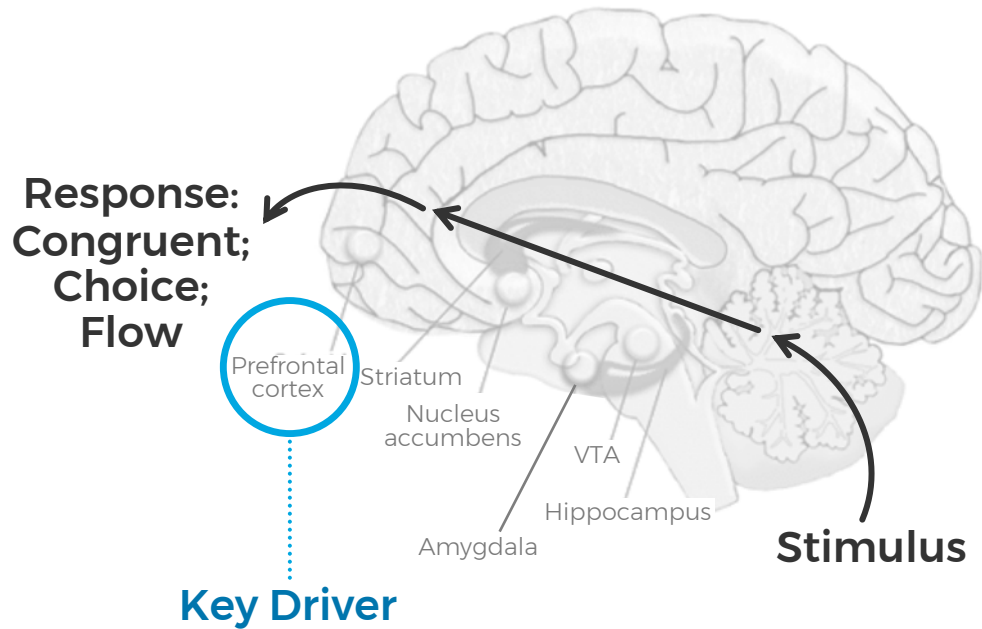 Response:
Congruent;
Choice;
Flow
Prefrontal
cortex
Striatum
Nucleus
accumbens
VTA
Hippocampus
Amygdala
Stimulus
Key Driver